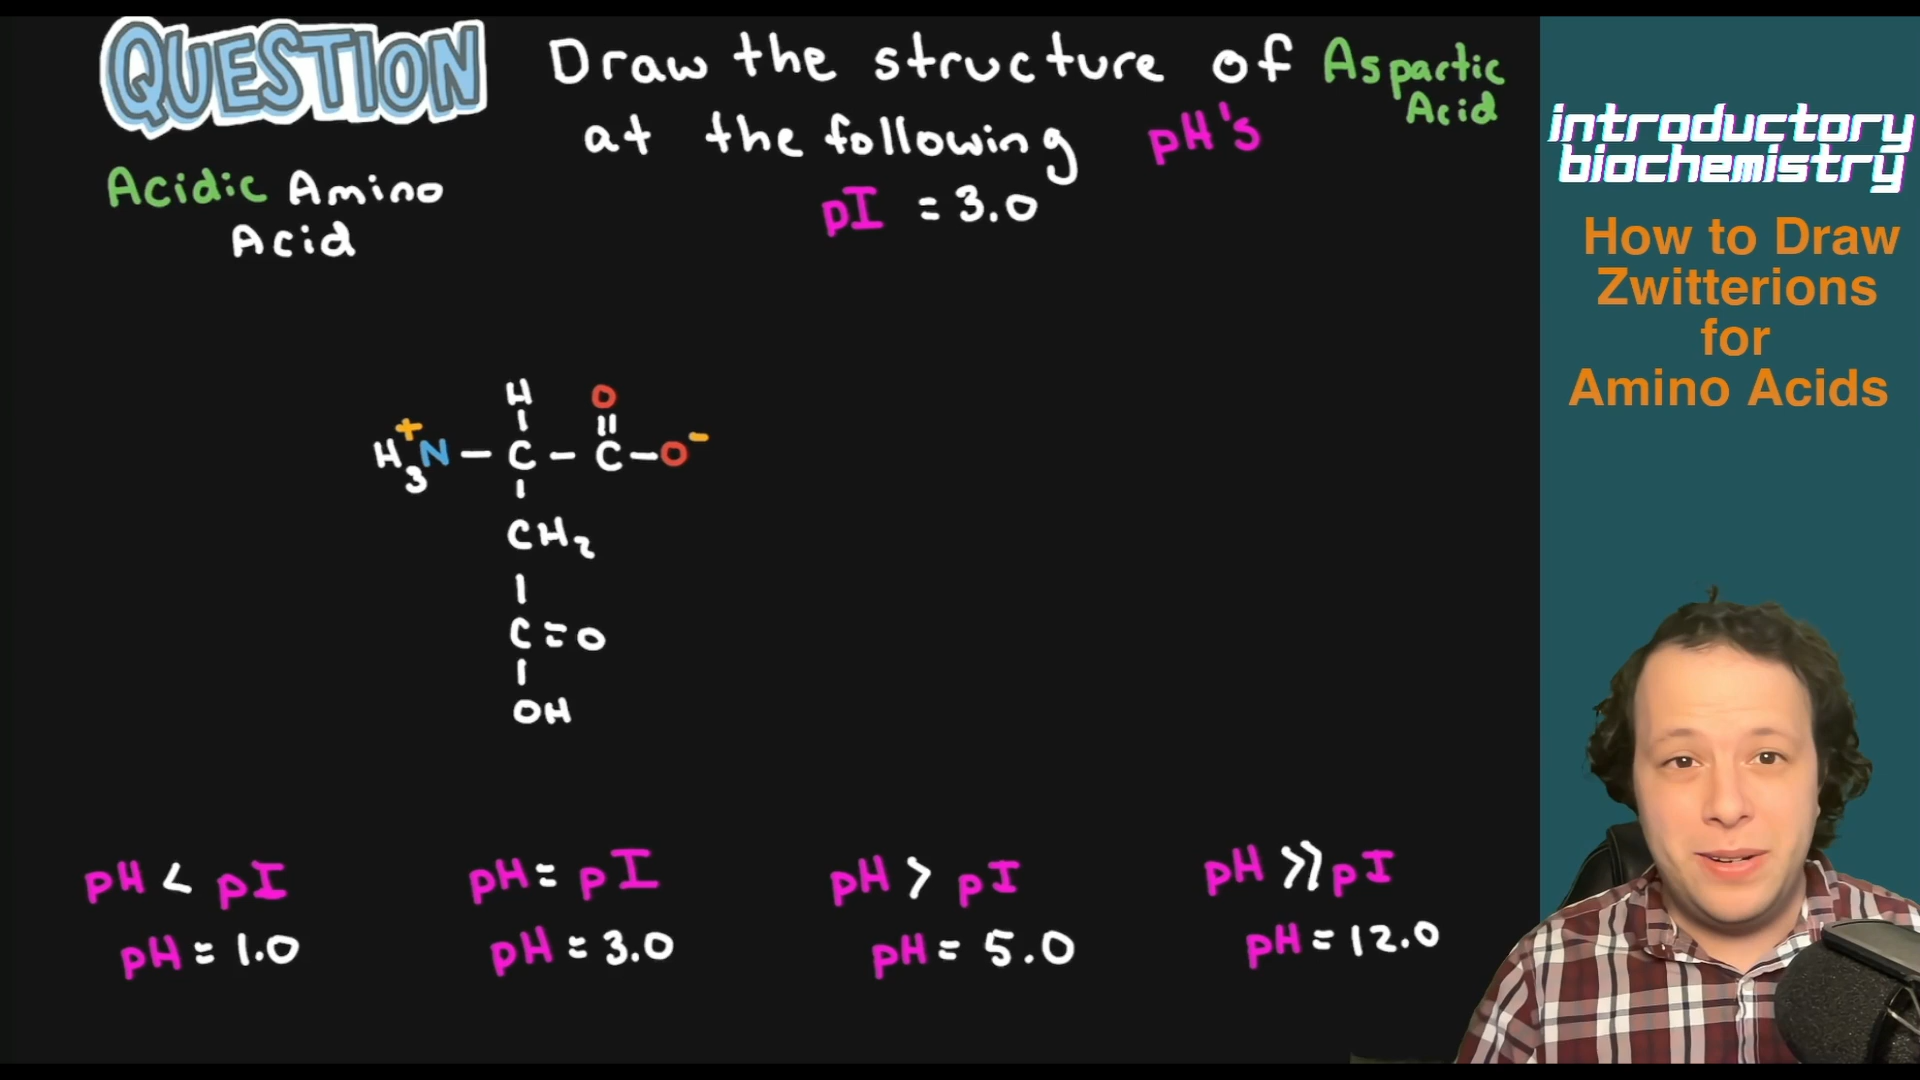 QUESTION
Draw the structure of Aspartic Acid
at the following pH's
pI = 3.0
Acidic Amino
Acid
introductory
biochemistry
How to Draw
Zwitterions
for
Amino Acids
H O
+ || -
H3N - C - C - O
CH2
C = O
OH
pH < pI
pH = 1.0
pH = pI
pH = 3.0
pH > pI
pH = 5.0
pH >> pI
pH = 12.0